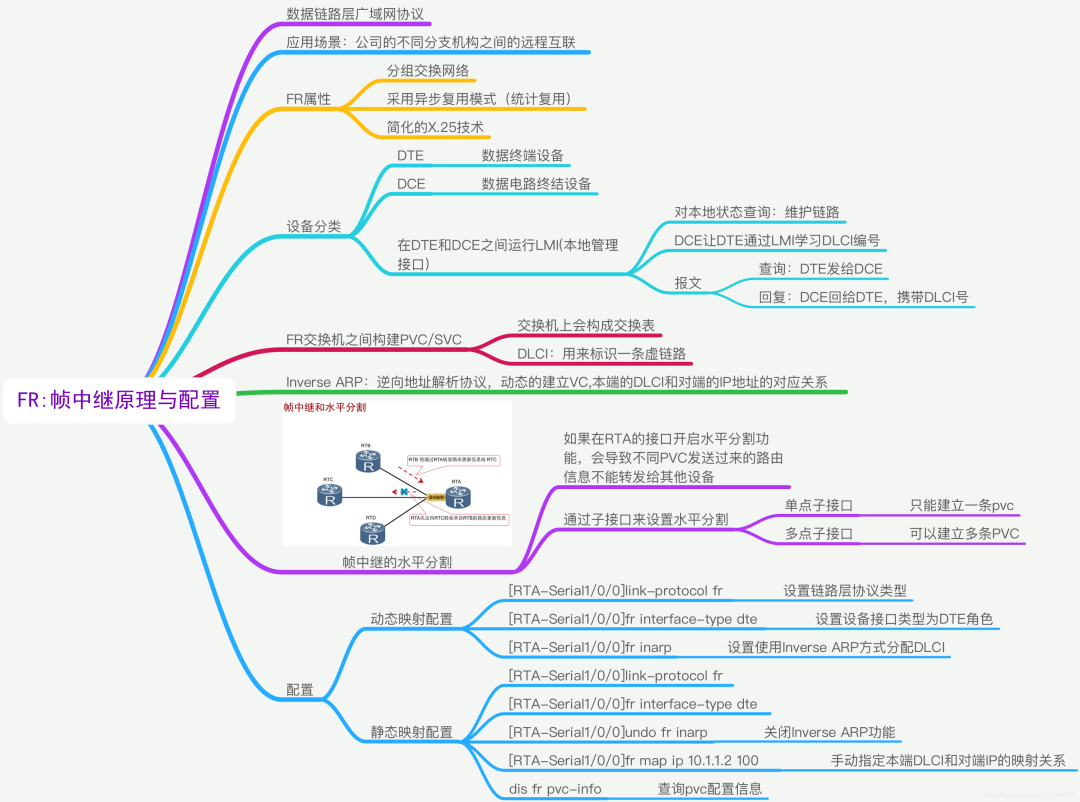 数据链路层广域网协议
应用场景：公司的不同分支机构之间的远程互联
FR属性
分组交换网络
采用异步复用模式（统计复用）
简化的X.25技术
设备分类
DTE
数据终端设备
DCE
数据电路终结设备
在DTE和DCE之间运行LMI(本地管理
接口)
对本地状态查询：维护链路
DCE让DTE通过LMI学习DLCI编号
报文
查询：DTE发给DCE
回复：DCE回给DTE，携带DLCI号
FR交换机之间构建PVC/SVC
交换机上会构成交换表
DLCI：用来标识一条虚链路
FR:帧中继原理与配置
Inverse ARP：逆向地址解析协议，动态的建立VC,本端的DLCI和对端的IP地址的对应关系
帧中继和水平分割
RTB
RTB 想通过RTA转发路由更新信息给 RTC
RTC
RTA
RTD
RTA无法向RTC转发来自RTB的路由更新信息
帧中继的水平分割
如果在RTA的接口开启水平分割功
能，会导致不同PVC发送过来的路由
信息不能转发给其他设备
通过子接口来设置水平分割
单点子接口
只能建立一条pvc
多点子接口
可以建立多条PVC
配置
动态映射配置
[RTA-Serial1/0/0]link-protocol fr
设置链路层协议类型
[RTA-Serial1/0/0]fr interface-type dte
设置设备接口类型为DTE角色
[RTA-Serial1/0/0]fr inarp
设置使用Inverse ARP方式分配DLCI
静态映射配置
[RTA-Serial1/0/0]link-protocol fr
[RTA-Serial1/0/0]fr interface-type dte
[RTA-Serial1/0/0]undo fr inarp
关闭Inverse ARP功能
[RTA-Serial1/0/0]fr map ip 10.1.1.2 100
手动指定本端DLCI和对端IP的映射关系
dis fr pvc-info
查询pvc配置信息